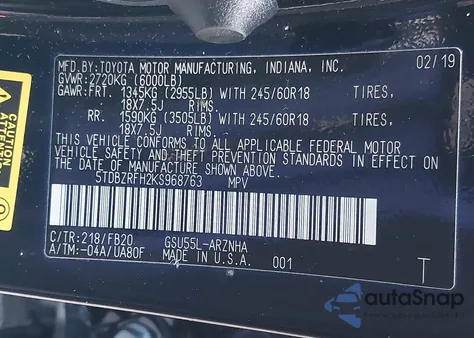 MFD.BY:TOYOTA MOTOR MANUFACTURING, INDIANA, INC. 02/19
GVWR:2720KG (6000LB)
GAWR:FRT. 1345KG (2955LB) WITH 245/60R18 TIRES,
18X7.5J RIMS.
RR. 1590KG (3505LB) WITH 245/60R18 TIRES,
18X7.5J RIMS.
THIS VEHICLE CONFORMS TO ALL APPLICABLE FEDERAL MOTOR
VEHICLE SAFETY AND THEFT PREVENTION STANDARDS IN EFFECT ON
THE DATE OF MANUFACTURE SHOWN ABOVE.
5TDBZRFH2KS968763 MPV
C/TR:218/FB20 GSU55L-ARZNHA
A/TM:-04A/UA80F MADE IN U.S.A. 001 T
CAUTION
autoSnap